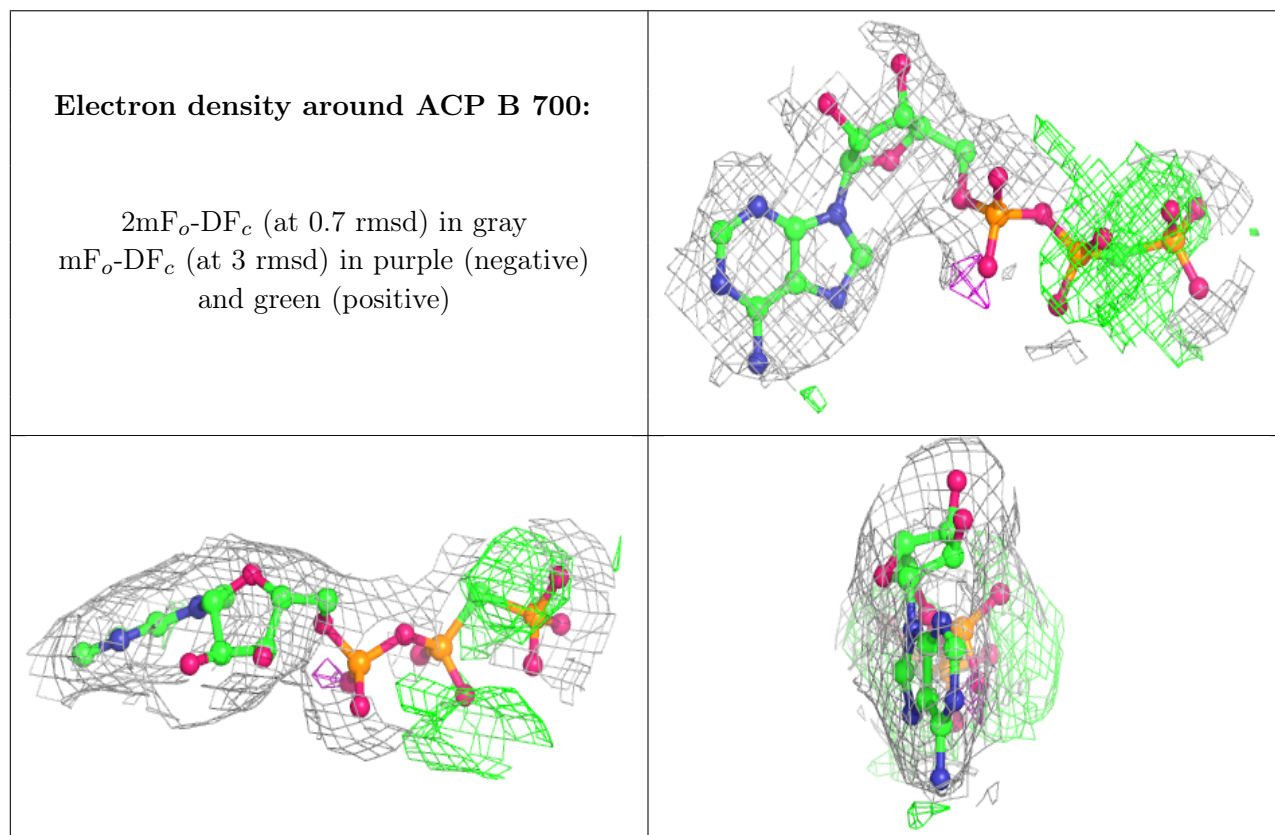 Electron density around ACP B 700:
2mFo-DFc (at 0.7 rmsd) in gray
mFo-DFc (at 3 rmsd) in purple (negative)
and green (positive)